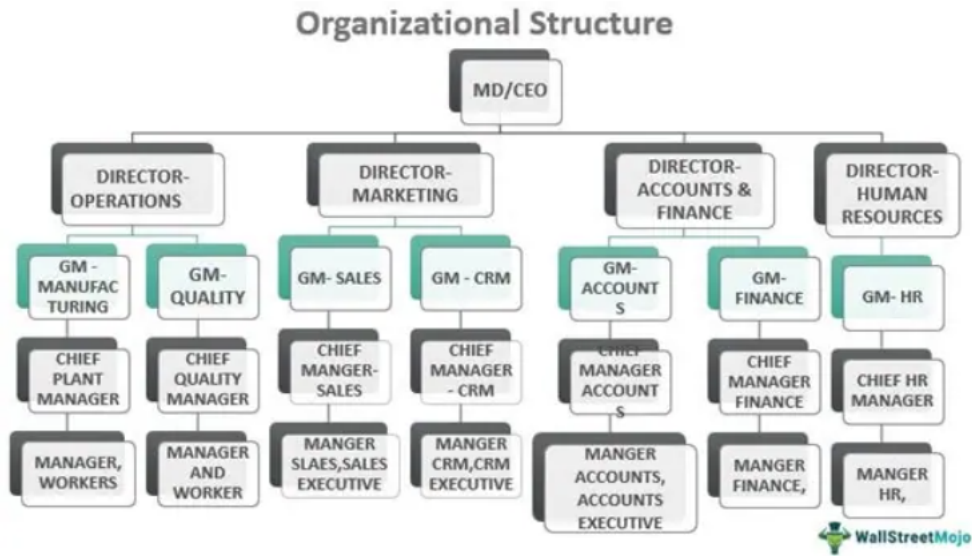 Organizational Structure
MD/CEO
DIRECTOR-
OPERATIONS
DIRECTOR-
MARKETING
DIRECTOR-
ACCOUNTS &
FINANCE
DIRECTOR-
HUMAN
RESOURCES
GM -
MANUFAC
TURING
GM-
QUALITY
GM- SALES
GM - CRM
GM-
ACCOUNT
S
GM-
FINANCE
GM- HR
CHIEF
PLANT
MANAGER
CHIEF
QUALITY
MANAGER
CHIEF
MANGER-
SALES
CHIEF
MANAGER
- CRM
CHIEF
MANAGER
ACCOUNT
S
CHIEF
MANAGER
FINANCE
CHIEF HR
MANAGER
MANAGER,
WORKERS
MANAGER
AND
WORKER
MANGER
SLAES,SALES
EXECUTIVE
MANGER
CRM,CRM
EXECUTIVE
MANGER
ACCOUNTS,
ACCOUNTS
EXECUTIVE
MANGER
FINANCE,
MANGER
HR,
WallStreetMojo